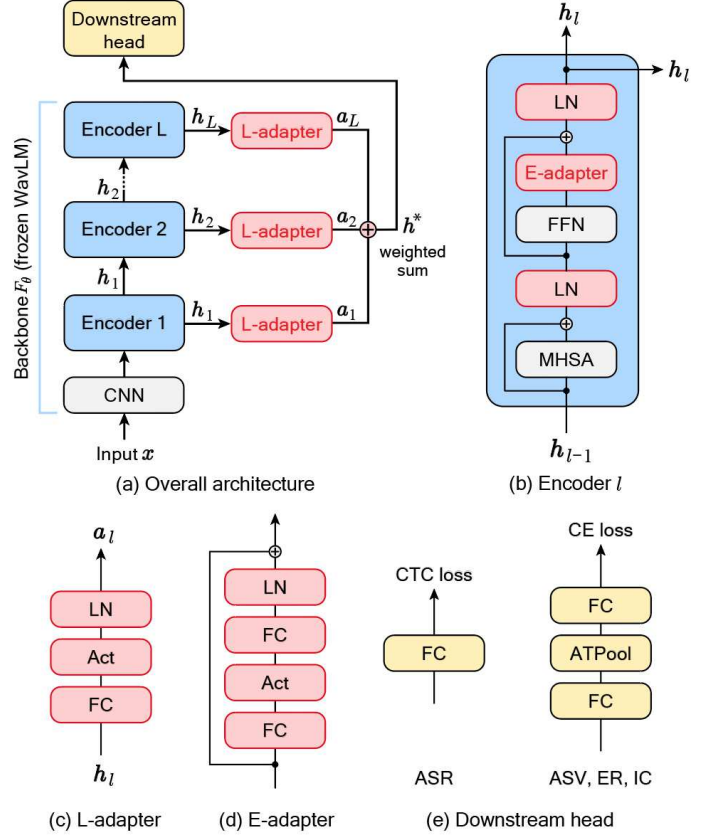 Downstream
head
Backbone F_θ (frozen WavLM)
Encoder L
h_L
L-adapter
a_L
h_2
Encoder 2
h_2
L-adapter
a_2
h*
weighted
sum
h_1
Encoder 1
h_1
L-adapter
a_1
CNN
Input x
(a) Overall architecture
h_l
h_l
LN
E-adapter
FFN
LN
MHSA
h_{l-1}
(b) Encoder l
a_l
LN
Act
FC
h_l
(c) L-adapter
LN
FC
Act
FC
(d) E-adapter
CTC loss
FC
ASR
CE loss
FC
ATPool
FC
ASV, ER, IC
(e) Downstream head